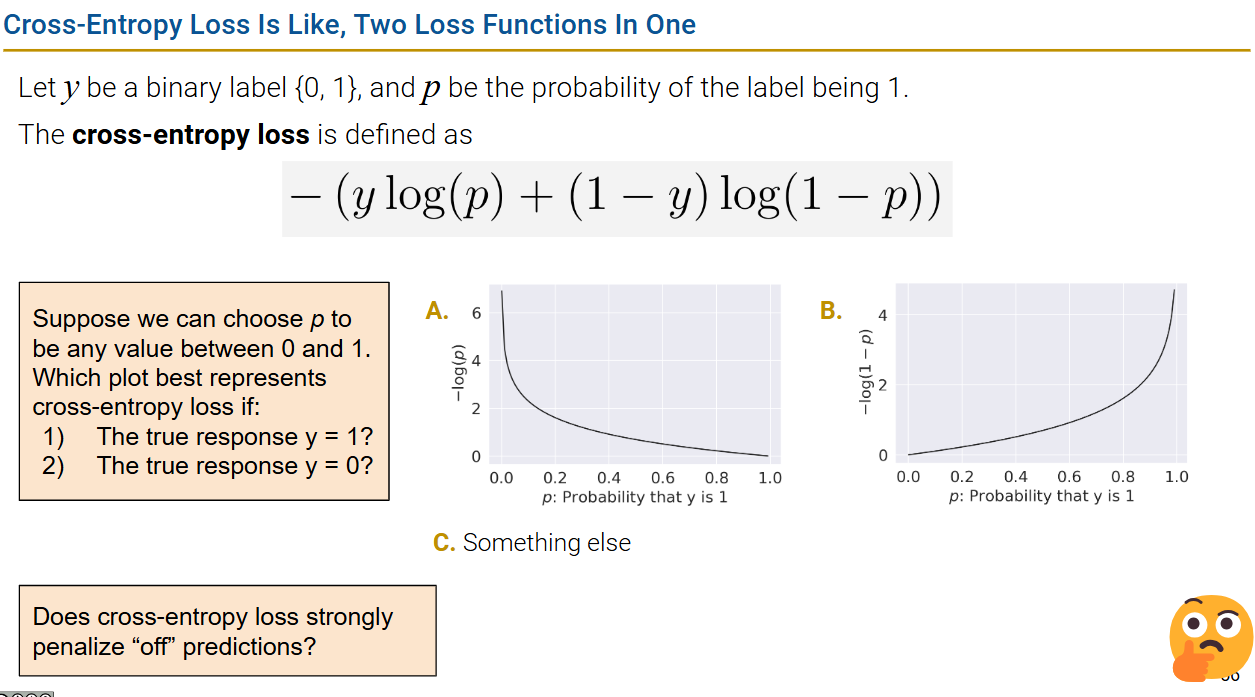 Cross-Entropy Loss Is Like, Two Loss Functions In One
Let y be a binary label {0, 1}, and p be the probability of the label being 1.
The cross-entropy loss is defined as
− (y log(p) + (1 − y) log(1 − p))
Suppose we can choose p to
be any value between 0 and 1.
Which plot best represents
cross-entropy loss if:
1) The true response y = 1?
2) The true response y = 0?
A.
6
4
2
0
−log(p)
0.0 0.2 0.4 0.6 0.8 1.0
p: Probability that y is 1
B.
4
2
0
−log(1 − p)
0.0 0.2 0.4 0.6 0.8 1.0
p: Probability that y is 1
C. Something else
Does cross-entropy loss strongly
penalize “off” predictions?